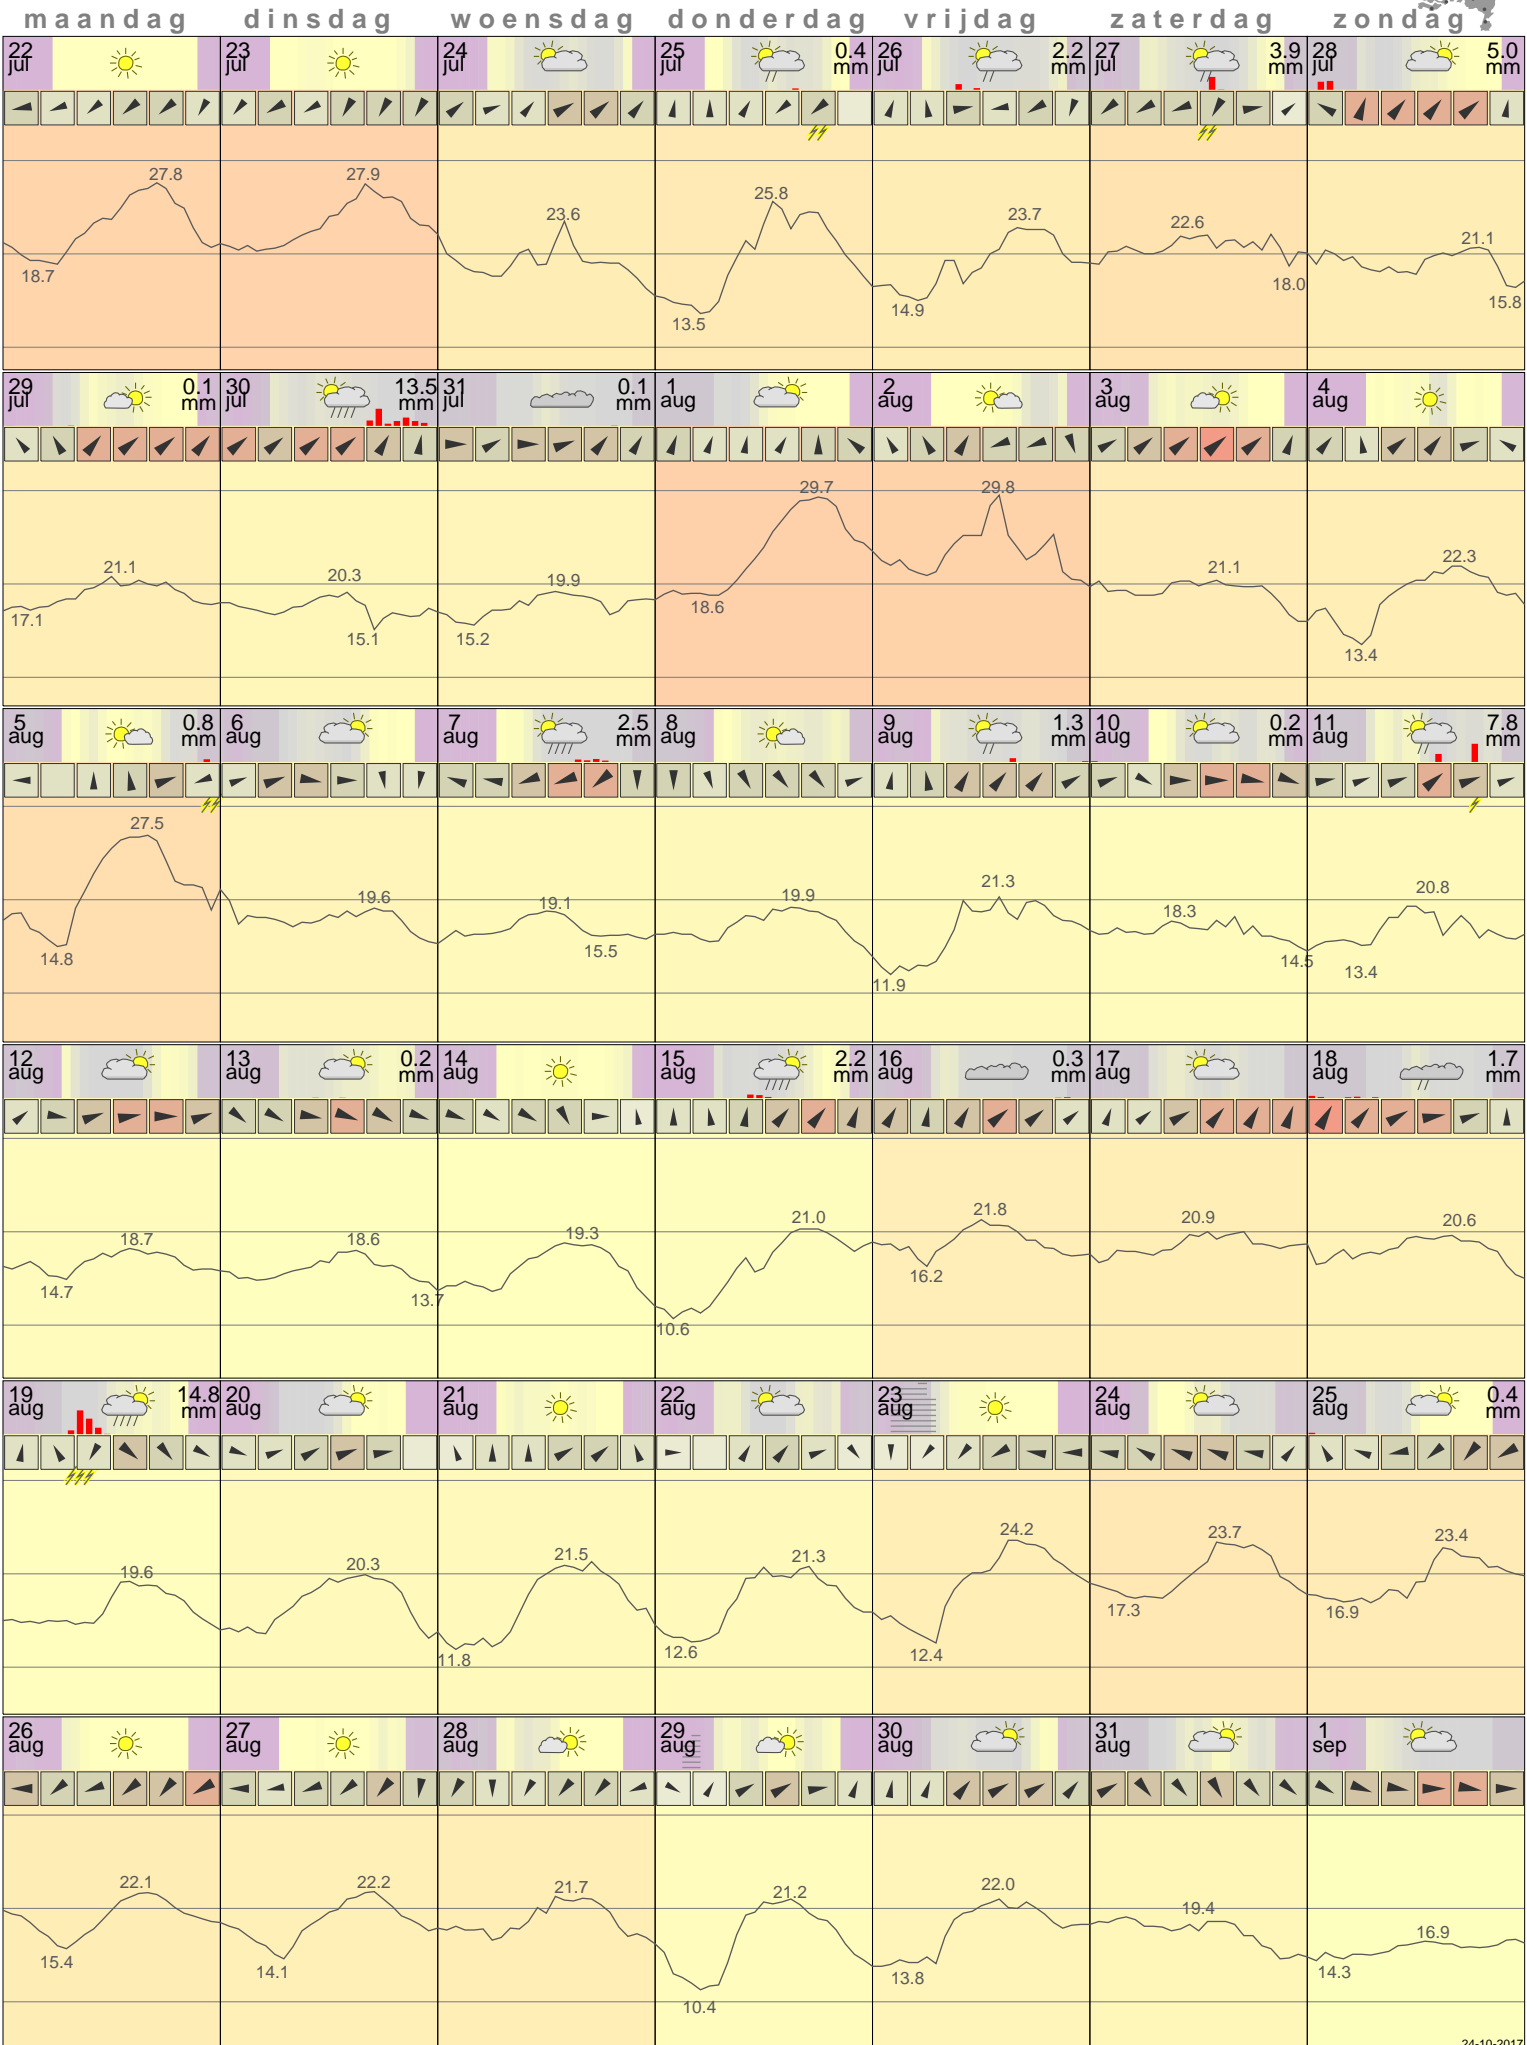 maandag dinsdag woensdag donderdag vrijdag zaterdag zondag
22 23 24 25 0.4 26 2.2 27 3.9 28 5.0
jul jul jul jul mm jul mm jul mm jul mm
27.8 27.9 23.6 25.8 23.7 22.6 21.1
18.7 13.5 14.9 18.0 15.8
29 0.1 30 13.5 31 0.1 1 2 3 4
jul mm jul mm jul mm aug aug aug aug
21.1 20.3 19.9 29.7 29.8 21.1 22.3
17.1 15.1 15.2 18.6 13.4
5 0.8 6 7 2.5 8 9 1.3 10 0.2 11 7.8
aug mm aug aug mm aug aug mm aug mm aug mm
27.5 19.6 19.1 19.9 21.3 18.3 20.8
14.8 15.5 11.9 14.5 13.4
12 13 0.2 14 15 2.2 16 0.3 17 18 1.7
aug aug mm aug aug mm aug mm aug aug mm
18.7 18.6 19.3 21.0 21.8 20.9 20.6
14.7 13.7 10.6 16.2
19 14.8 20 21 22 23 24 25 0.4
aug mm aug aug aug aug aug aug mm
19.6 20.3 21.5 21.3 24.2 23.7 23.4
11.8 12.6 12.4 17.3 16.9
26 27 28 29 30 31 1
aug aug aug aug aug aug sep
22.1 22.2 21.7 21.2 22.0 19.4 16.9
15.4 14.1 10.4 13.8 14.3
24-10-2017